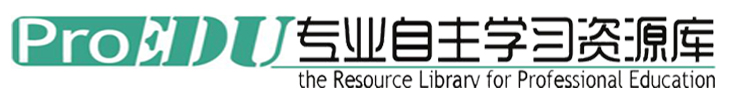 ProEDU专业自主学习资源库
the Resource Library for Professional Education